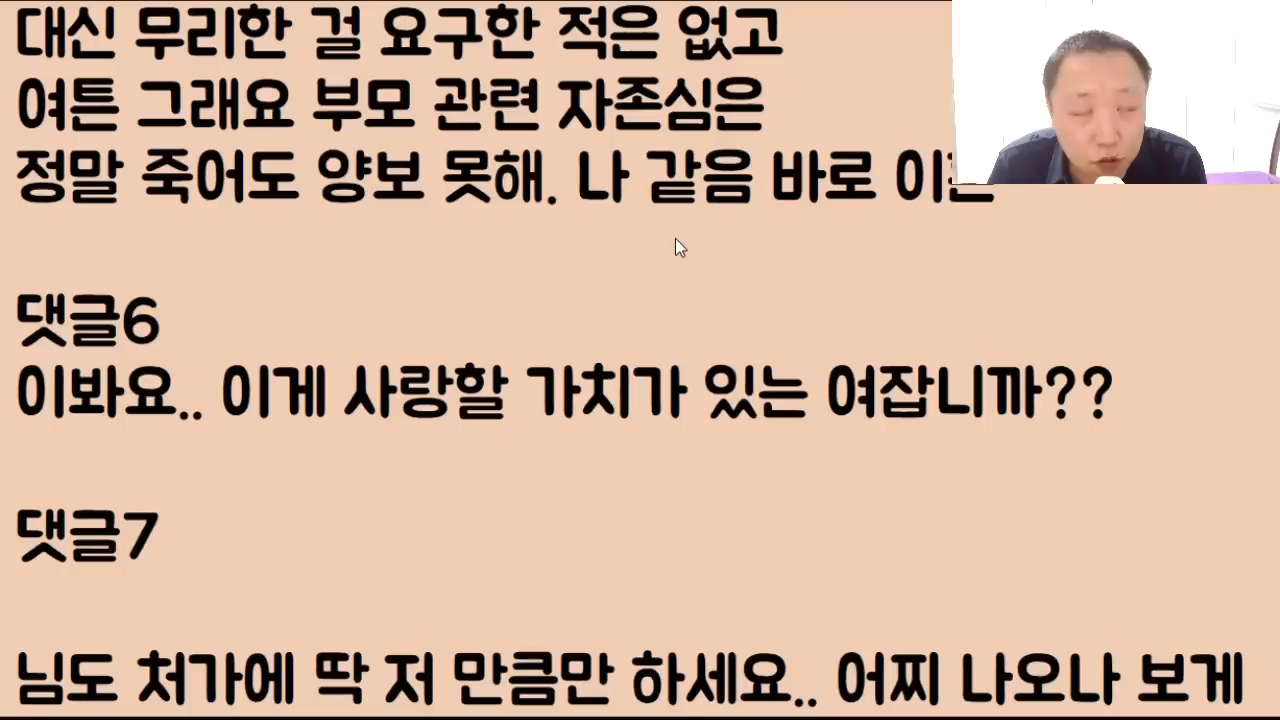 대신 무리한 걸 요구한 적은 없고
여튼 그래요 부모 관련 자존심은
정말 죽어도 양보 못해. 나 같음 바로
댓글6
이봐요.. 이게 사랑할 가치가 있는 여잡니까??
댓글7
님도 처가에 딱 저 만큼만 하세요.. 어찌 나오나 보게